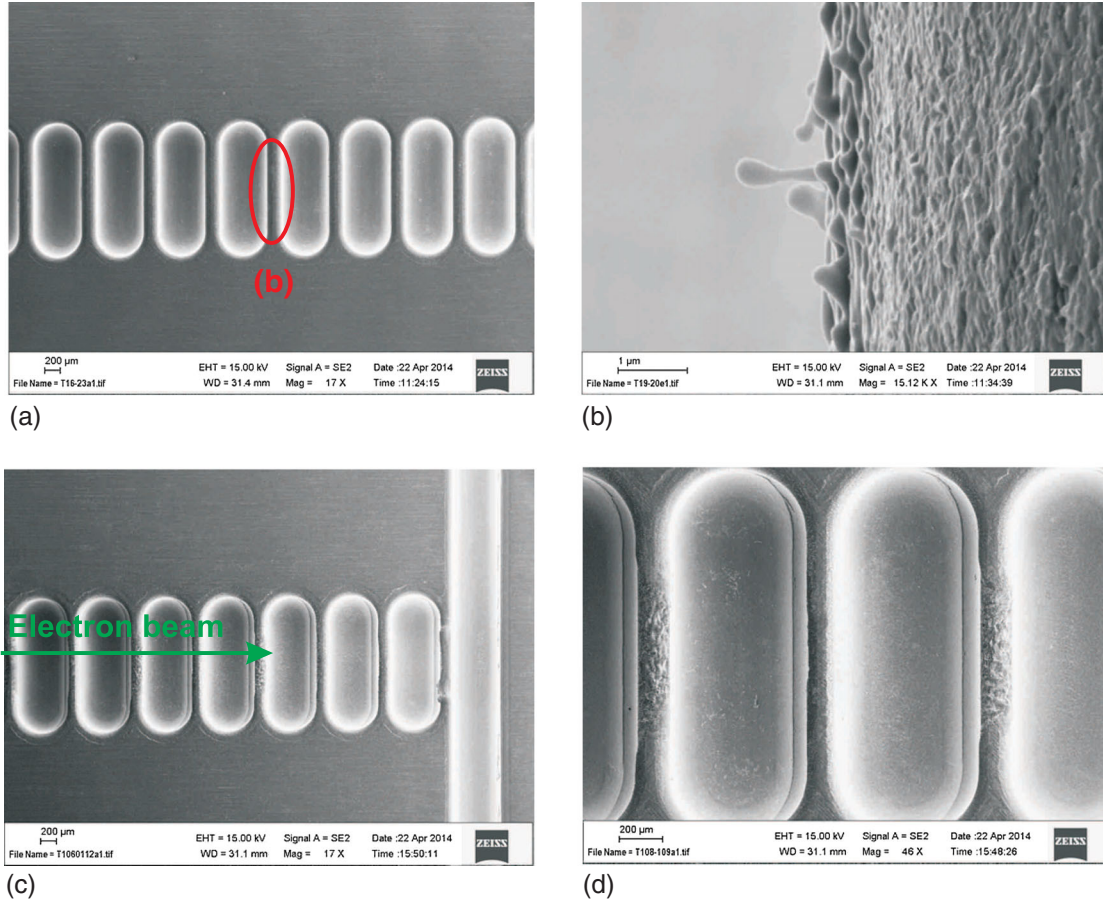 (b)
200 µm
EHT = 15.00 kV Signal A = SE2 Date :22 Apr 2014
File Name = T16-23a1.tif WD = 31.4 mm Mag = 17 X Time :11:24:15
ZEISS
(a)
1 µm
EHT = 15.00 kV Signal A = SE2 Date :22 Apr 2014
File Name = T19-20e1.tif WD = 31.1 mm Mag = 15.12 K X Time :11:34:39
ZEISS
(b)
Electron beam
200 µm
EHT = 15.00 kV Signal A = SE2 Date :22 Apr 2014
File Name = T1060112a1.tif WD = 31.1 mm Mag = 17 X Time :15:50:11
ZEISS
(c)
200 µm
EHT = 15.00 kV Signal A = SE2 Date :22 Apr 2014
File Name = T108-109a1.tif WD = 31.1 mm Mag = 46 X Time :15:48:26
ZEISS
(d)